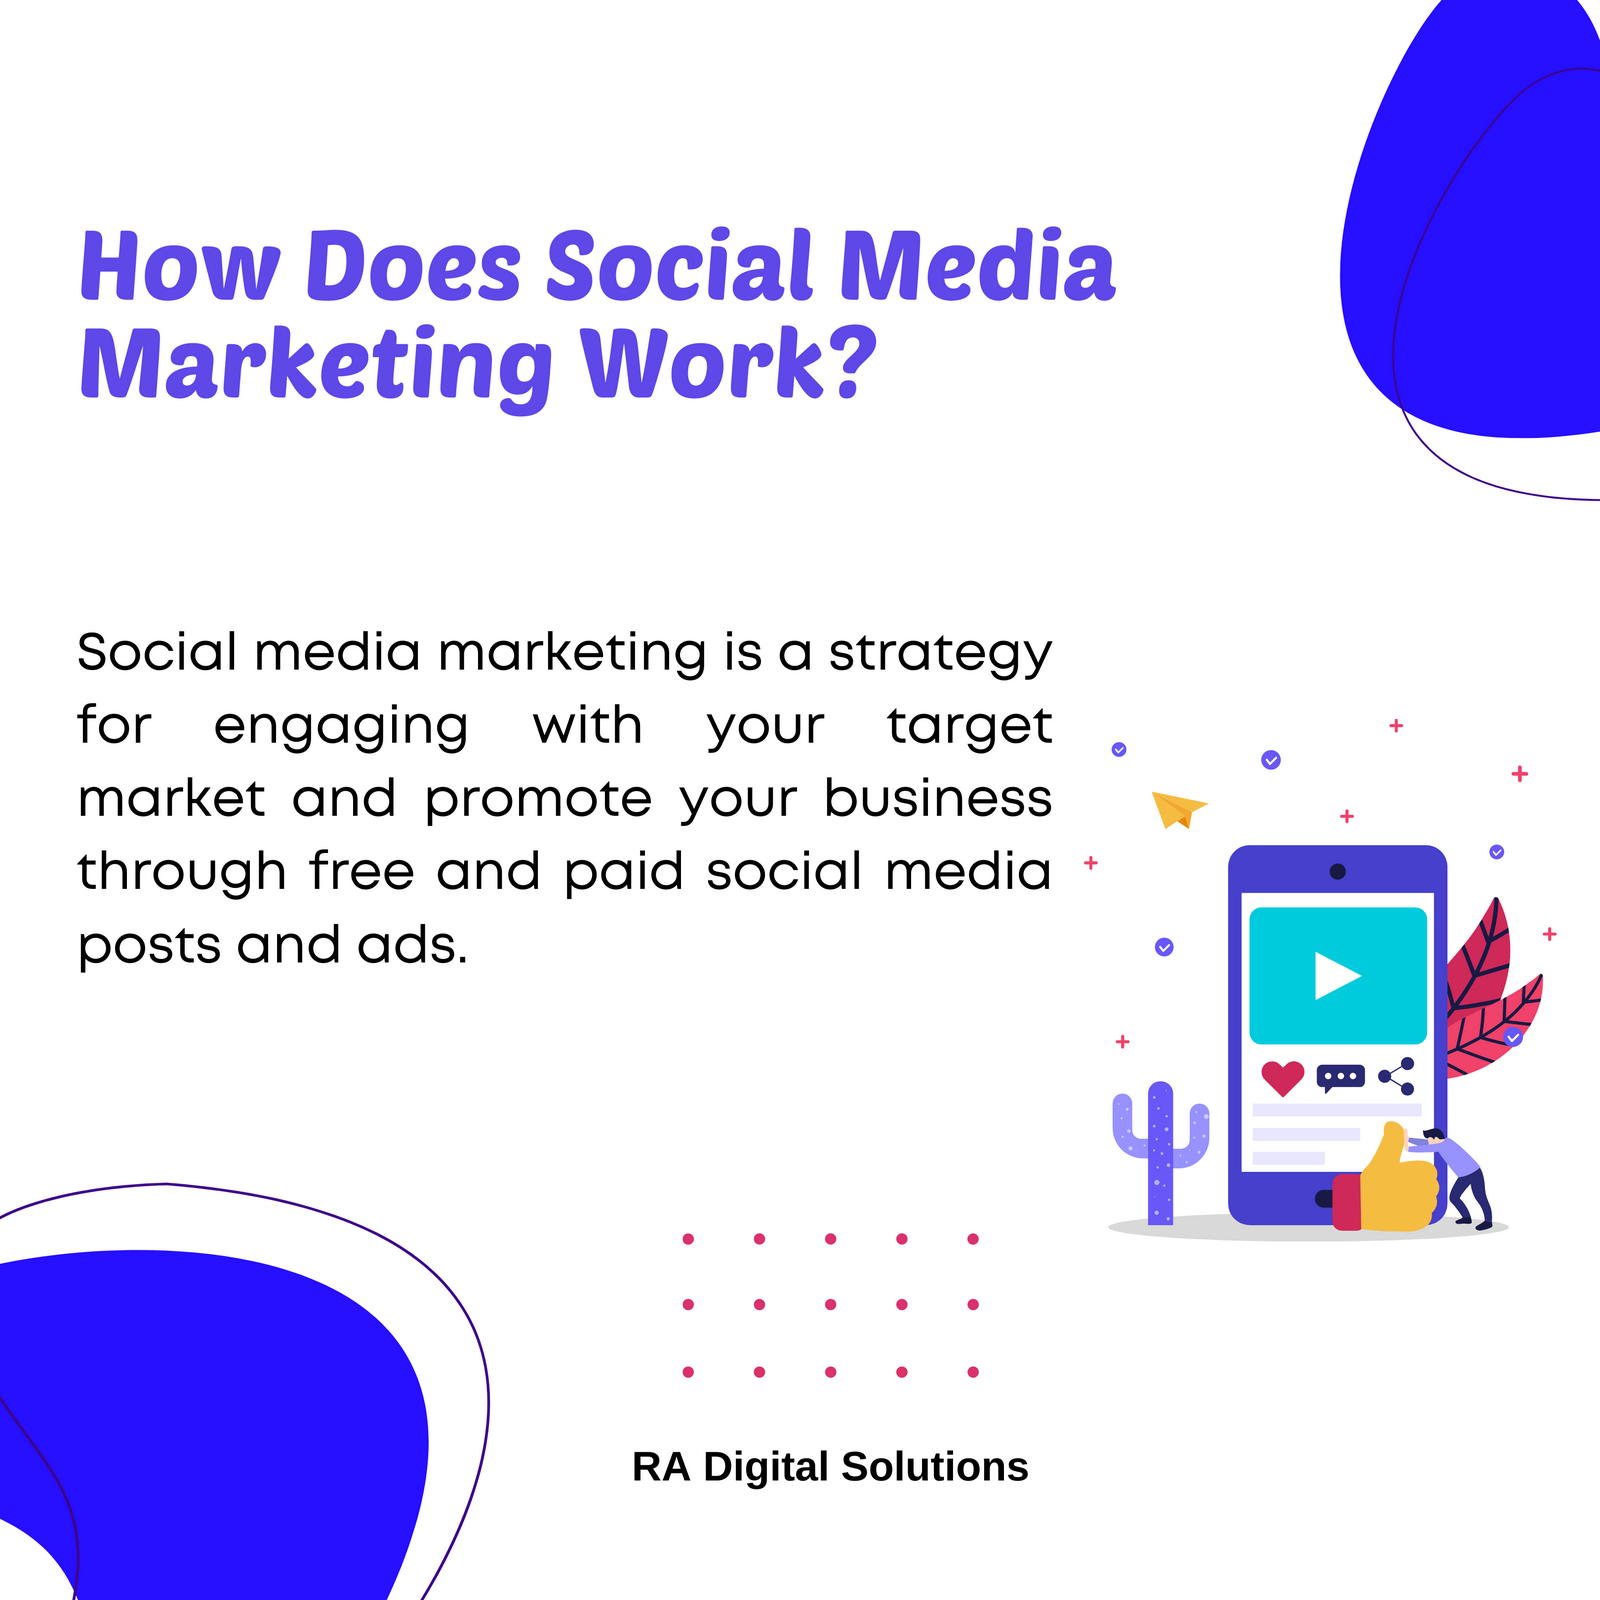 How Does Social Media
Marketing Work?
Social media marketing is a strategy
for engaging with your target
market and promote your business
through free and paid social media
posts and ads.
RA Digital Solutions